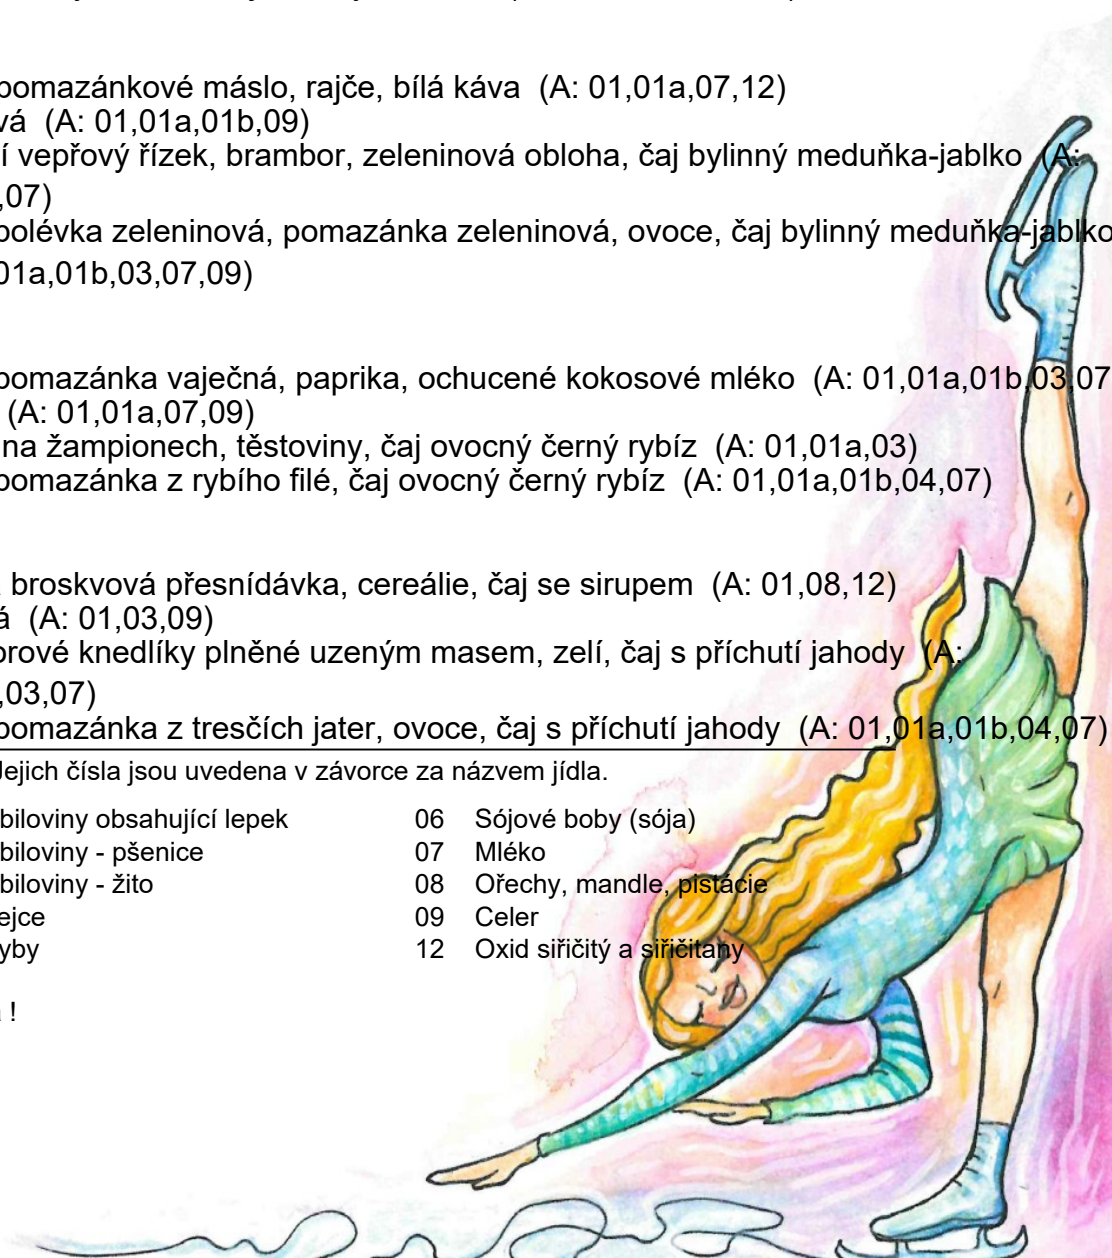 pomazánkové máslo, rajče, bílá káva (A: 01,01a,07,12)
vá (A: 01,01a,01b,09)
í vepřový řízek, brambor, zeleninová obloha, čaj bylinný meduňka-jablko (A:
,07)
polévka zeleninová, pomazánka zeleninová, ovoce, čaj bylinný meduňka-jablko
01a,01b,03,07,09)
pomazánka vaječná, paprika, ochucené kokosové mléko (A: 01,01a,01b,03,07
(A: 01,01a,07,09)
na žampionech, těstoviny, čaj ovocný černý rybíz (A: 01,01a,03)
pomazánka z rybího filé, čaj ovocný černý rybíz (A: 01,01a,01b,04,07)
broskvová přesnídávka, cereálie, čaj se sirupem (A: 01,08,12)
á (A: 01,03,09)
orové knedlíky plněné uzeným masem, zelí, čaj s příchutí jahody (A:
,03,07)
pomazánka z tresčích jater, ovoce, čaj s příchutí jahody (A: 01,01a,01b,04,07)
Jejich čísla jsou uvedena v závorce za názvem jídla.
biloviny obsahující lepek 06 Sójové boby (sója)
biloviny - pšenice 07 Mléko
biloviny - žito 08 Ořechy, mandle, pistácie
ejce 09 Celer
yby 12 Oxid siřičitý a siřičitany
!